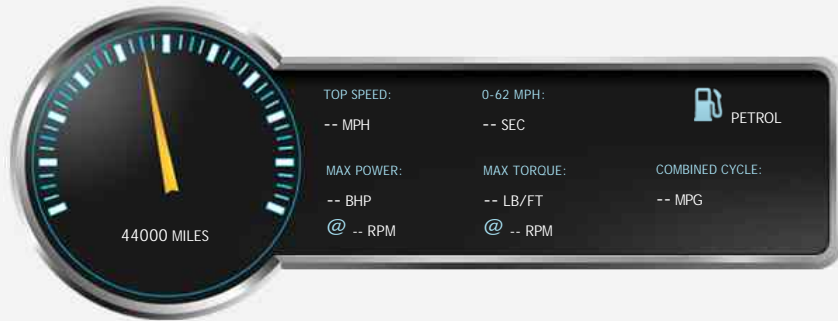 TOP SPEED:
-- MPH
0-62 MPH:
-- SEC
PETROL
MAX POWER:
-- BHP
@ -- RPM
MAX TORQUE:
-- LB/FT
@ -- RPM
COMBINED CYCLE:
-- MPG
44000 MILES